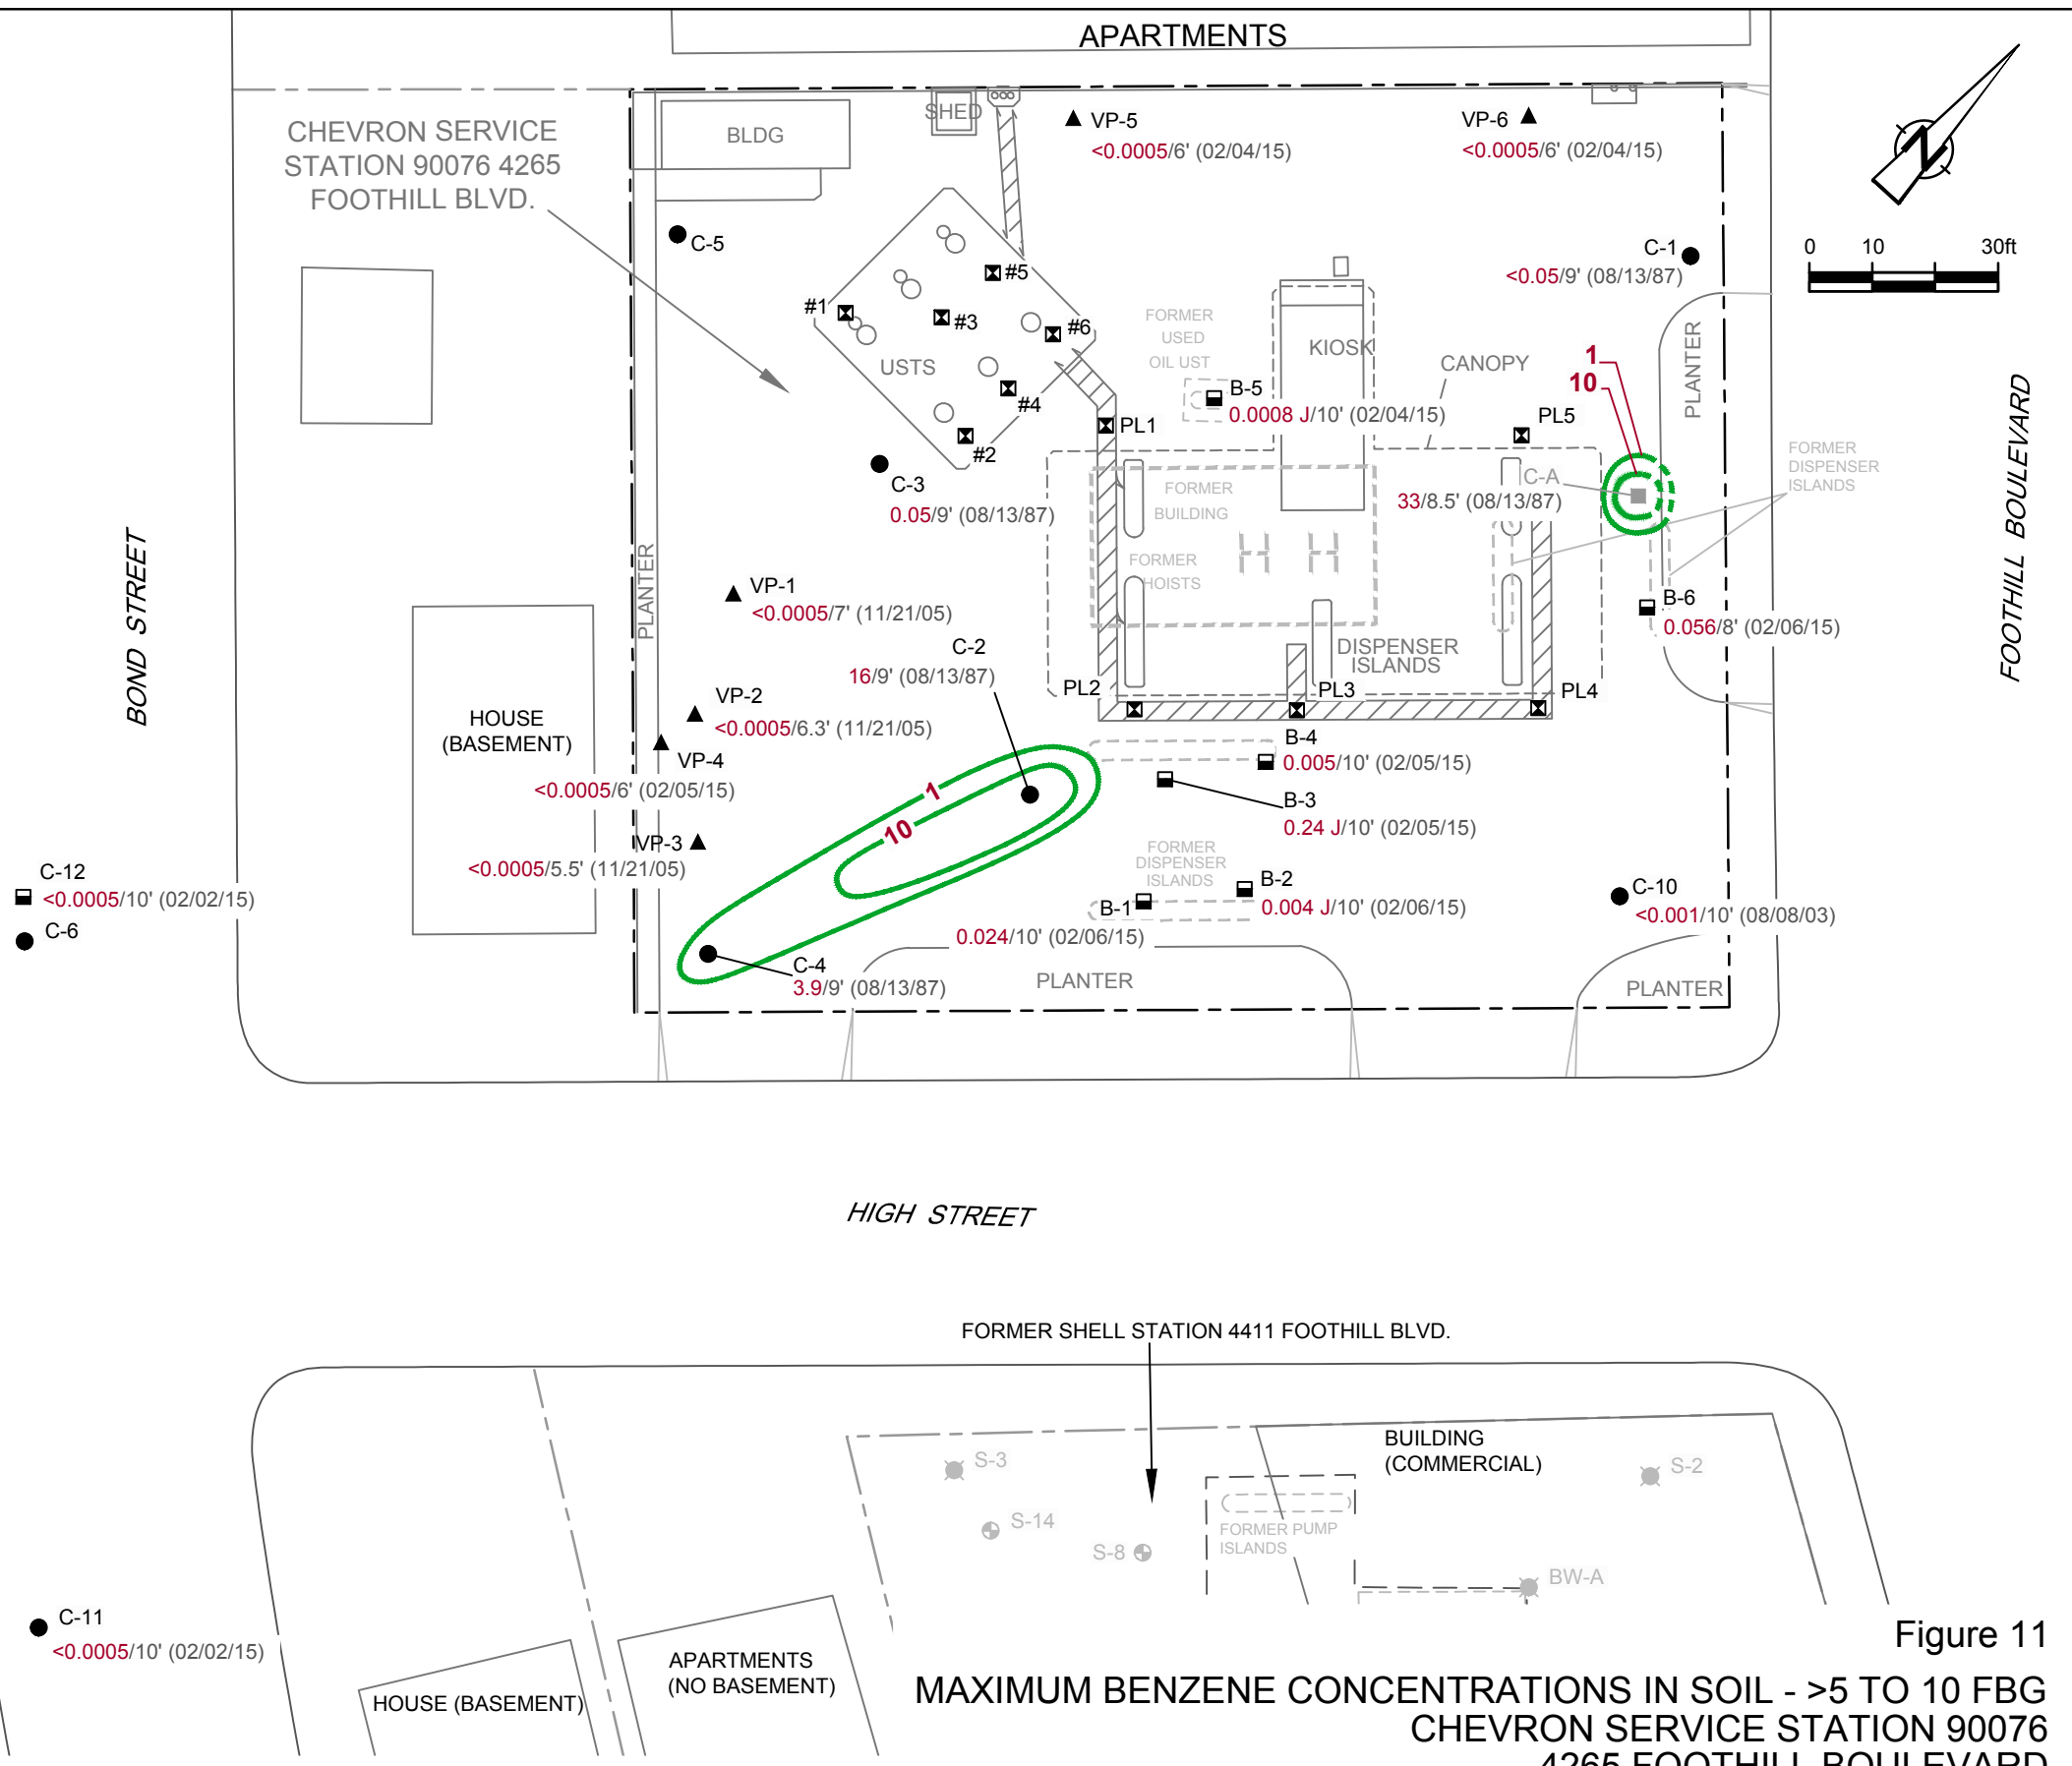 APARTMENTS
CHEVRON SERVICE
STATION 90076 4265
FOOTHILL BLVD.
BLDG
SHED
VP-5
<0.0005/6' (02/04/15)
VP-6
<0.0005/6' (02/04/15)
N
0 10 30ft
C-5
C-1
<0.05/9' (08/13/87)
#5
#1
#3
#6
USTS
#4
#2
FORMER
USED
OIL UST
KIOSK
CANOPY
1
10
PLANTER
B-5
0.0008 J/10' (02/04/15)
PL1
PL5
FOOTHILL BOULEVARD
C-3
0.05/9' (08/13/87)
FORMER
BUILDING
FORMER
HOISTS
C-A
33/8.5' (08/13/87)
FORMER
DISPENSER
ISLANDS
BOND STREET
PLANTER
VP-1
<0.0005/7' (11/21/05)
B-6
0.056/8' (02/06/15)
C-2
16/9' (08/13/87)
DISPENSER
ISLANDS
PL2
PL3
PL4
HOUSE
(BASEMENT)
VP-2
<0.0005/6.3' (11/21/05)
VP-4
<0.0005/6' (02/05/15)
B-4
0.005/10' (02/05/15)
1
10
B-3
0.24 J/10' (02/05/15)
VP-3
<0.0005/5.5' (11/21/05)
FORMER
DISPENSER
ISLANDS
C-12
<0.0005/10' (02/02/15)
C-6
B-2
0.004 J/10' (02/06/15)
B-1
0.024/10' (02/06/15)
C-10
<0.001/10' (08/08/03)
C-4
3.9/9' (08/13/87)
PLANTER
PLANTER
HIGH STREET
FORMER SHELL STATION 4411 FOOTHILL BLVD.
BUILDING
(COMMERCIAL)
S-3
S-2
S-14
S-8
FORMER PUMP
ISLANDS
BW-A
C-11
<0.0005/10' (02/02/15)
HOUSE (BASEMENT)
APARTMENTS
(NO BASEMENT)
Figure 11
MAXIMUM BENZENE CONCENTRATIONS IN SOIL - >5 TO 10 FBG
CHEVRON SERVICE STATION 90076
4265 FOOTHILL BOULEVARD